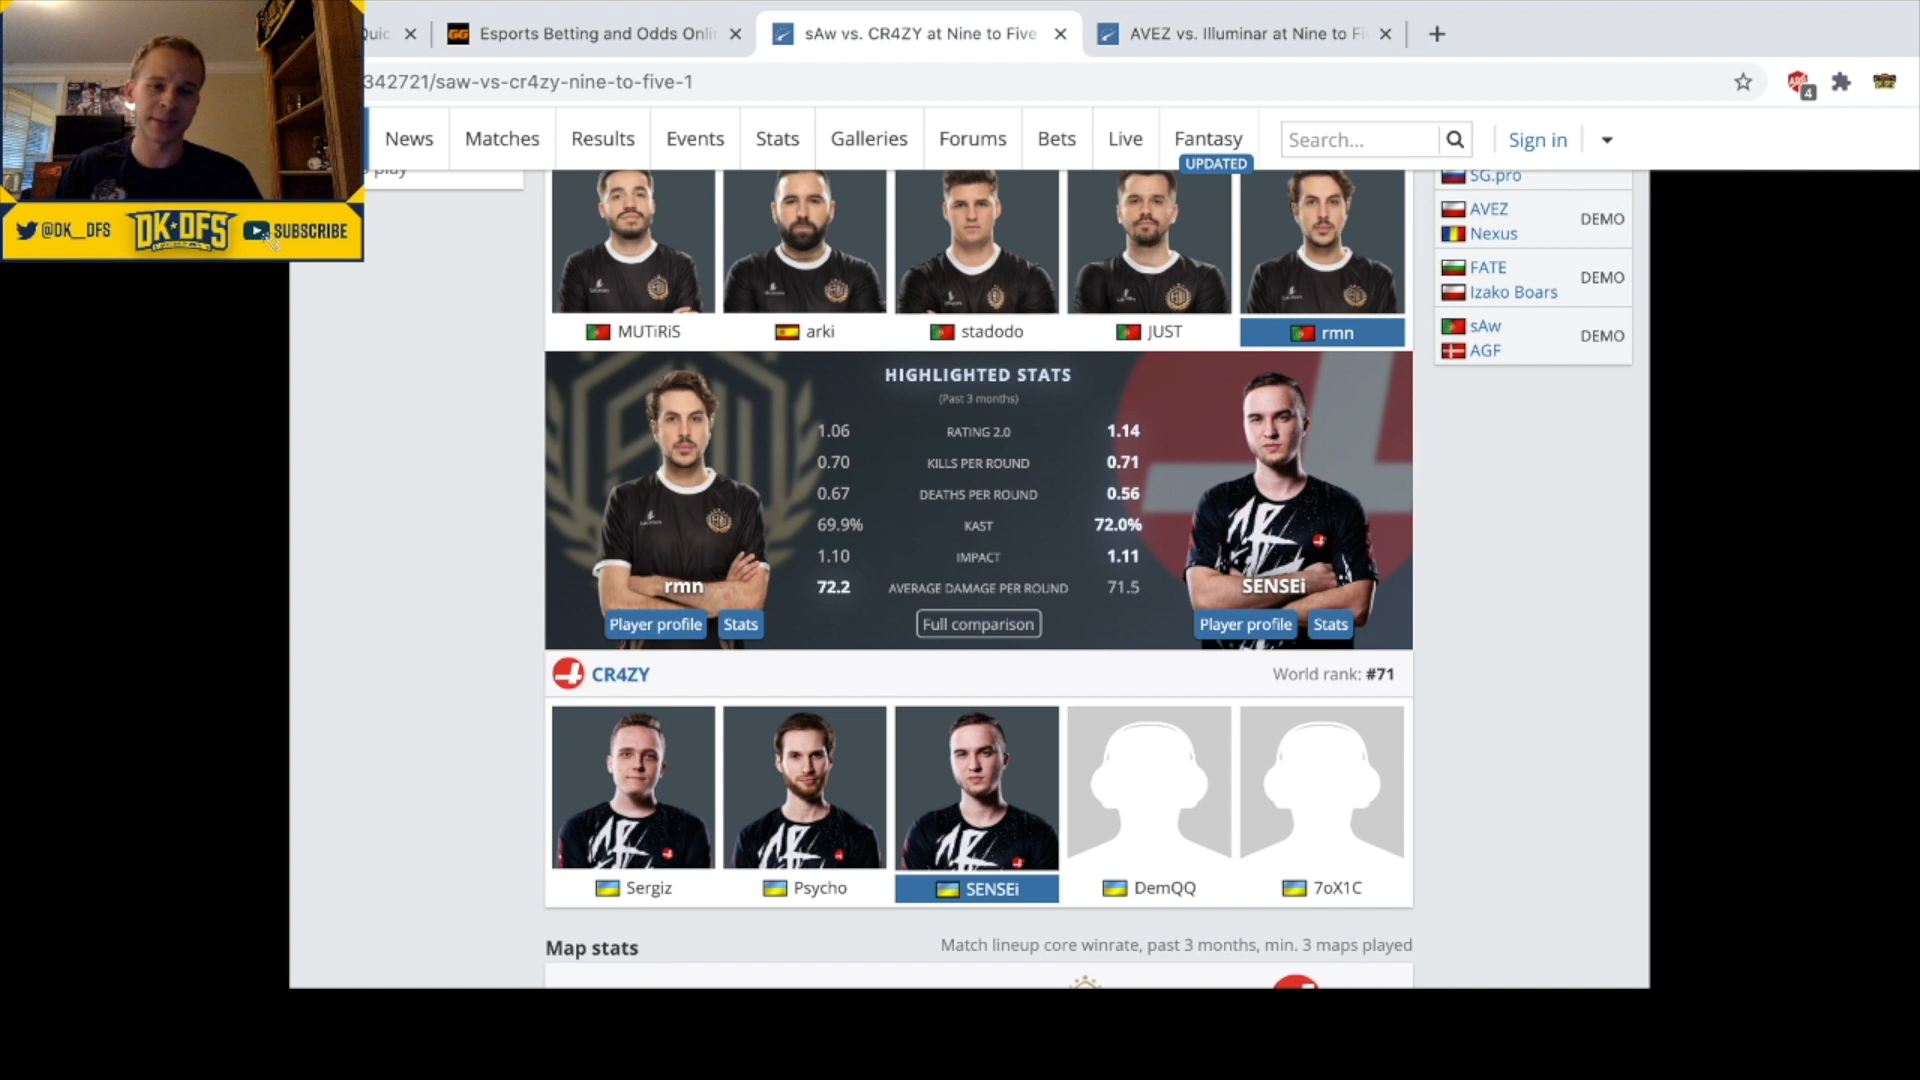 Quic
Esports Betting and Odds Onli
sAw vs. CR4ZY at Nine to Five
AVEZ vs. Illuminar at Nine to Fi
342721/saw-vs-cr4zy-nine-to-five-1
4
News
Matches
Results
Events
Stats
Galleries
Forums
Bets
Live
Fantasy
UPDATED
Search...
Sign in
play
@DK__DFS
DK★DFS
SUBSCRIBE
SG.pro
AVEZ
Nexus
DEMO
FATE
Izako Boars
DEMO
sAw
AGF
DEMO
MUTiRiS
arki
stadodo
JUST
rmn
HIGHLIGHTED STATS
(Past 3 months)
1.06 RATING 2.0 1.14
0.70 KILLS PER ROUND 0.71
0.67 DEATHS PER ROUND 0.56
69.9% KAST 72.0%
1.10 IMPACT 1.11
72.2 AVERAGE DAMAGE PER ROUND 71.5
rmn
SENSEi
Player profile
Stats
Full comparison
Player profile
Stats
CR4ZY
World rank: #71
Sergiz
Psycho
SENSEi
DemQQ
7oX1C
Map stats
Match lineup core winrate, past 3 months, min. 3 maps played